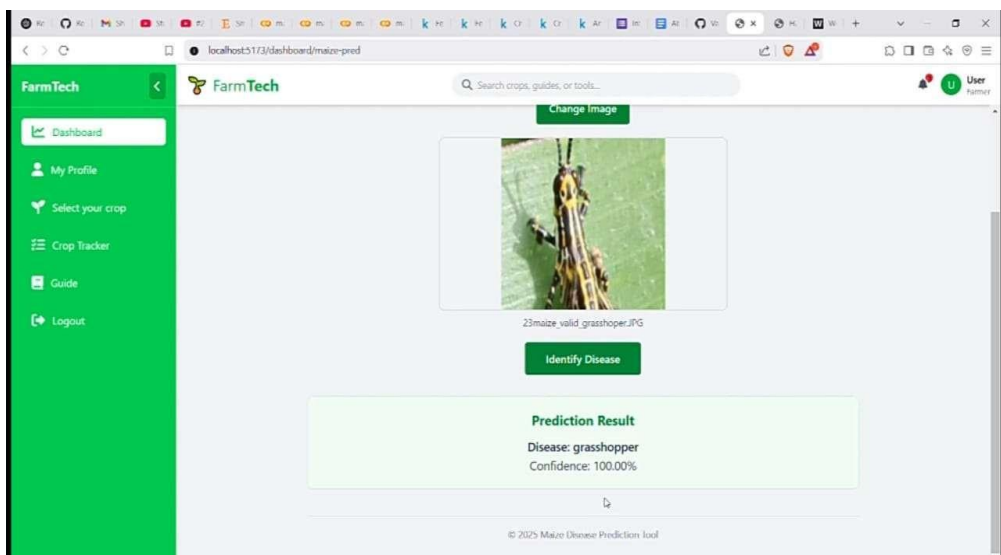 localhost:5173/dashboard/maize-pred
FarmTech
FarmTech
Search crops, guides, or tools...
U
User
Farmer
Dashboard
My Profile
Select your crop
Crop Tracker
Guide
Logout
Change Image
23maize_valid_grasshoper.JPG
Identify Disease
Prediction Result
Disease: grasshopper
Confidence: 100.00%
© 2025 Maize Disease Prediction Tool